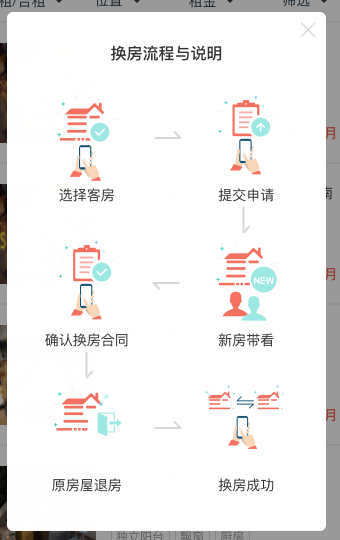 租/合租
位置
租金
筛选
换房流程与说明
选择客房
提交申请
NEW
确认换房合同
新房带看
原房屋退房
换房成功
南
月
月
月
独立阳台
飘窗
厨房